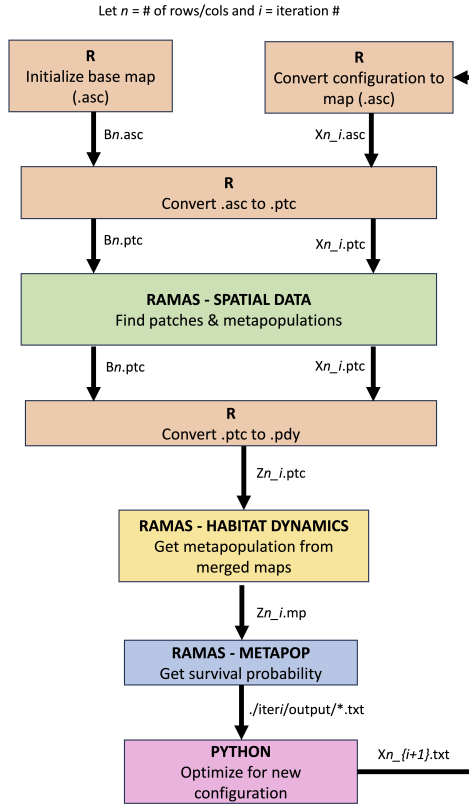 Let n = # of rows/cols and i = iteration #
R
Initialize base map
(.asc)
R
Convert configuration to
map (.asc)
Bn.asc
Xn_i.asc
R
Convert .asc to .ptc
Bn.ptc
Xn_i.ptc
RAMAS - SPATIAL DATA
Find patches & metapopulations
Bn.ptc
Xn_i.ptc
R
Convert .ptc to .pdy
Zn_i.ptc
RAMAS - HABITAT DYNAMICS
Get metapopulation from
merged maps
Zn_i.mp
RAMAS - METAPOP
Get survival probability
./iteri/output/*.txt
PYTHON
Optimize for new
configuration
Xn_{i+1}.txt